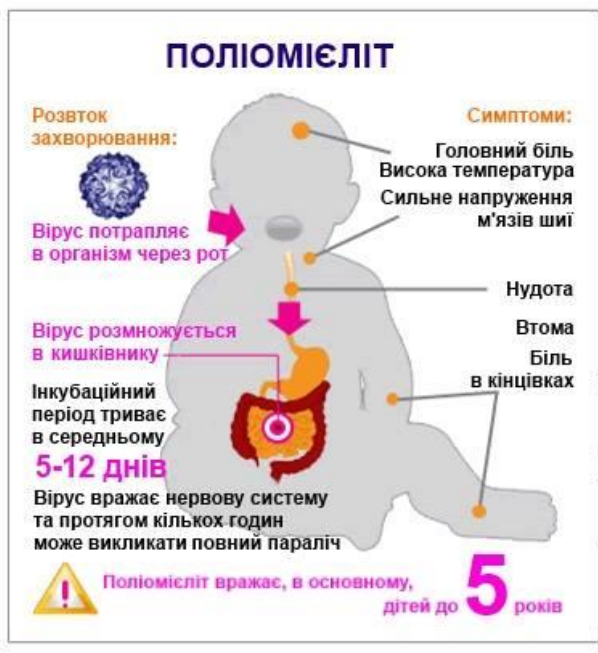 ПОЛІОМІЄЛІТ
Розвток
захворювання:
Вірус потрапляє
в організм через рот
Вірус розмножується
в кишківнику
Інкубаційний
період триває
в середньому
5-12 днів
Вірус вражає нервову систему
та протягом кількох годин
може викликати повний параліч
Симптоми:
Головний біль
Висока температура
Сильне напруження
м'язів шиї
Нудота
Втома
Біль
в кінцівках
Поліомієліт вражає, в основному,
дітей до 5 років